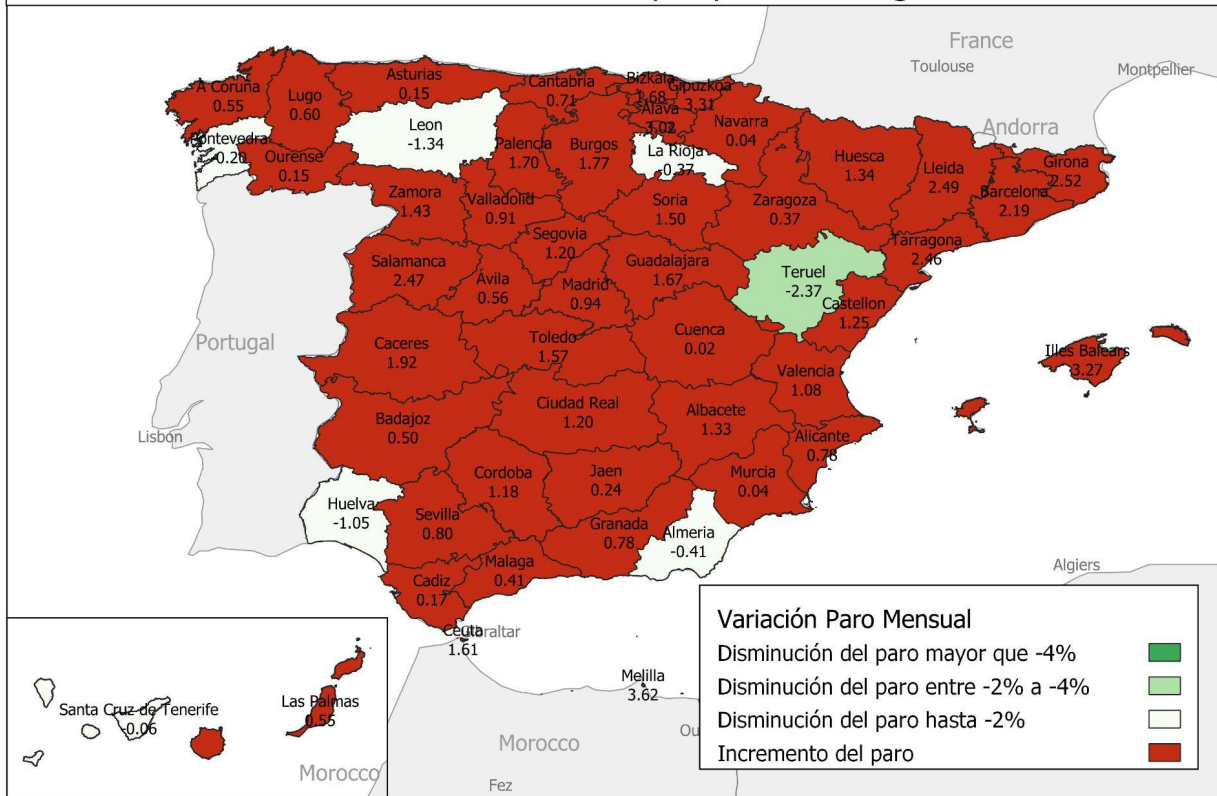 France
Toulouse
Montpellier
Andorra
A Coruña
0.55
Lugo
0.60
Asturias
0.15
Cantabria
0.71
Bizkaia
1.68
Gipuzkoa
3.31
Alava
Navarra
0.04
Pontevedra
-0.20
Ourense
0.15
Leon
-1.34
Palencia
1.70
Burgos
1.77
La Rioja
-0.37
Huesca
1.34
Lleida
2.49
Girona
2.52
Barcelona
2.19
Zamora
1.43
Valladolid
0.91
Soria
1.50
Zaragoza
0.37
Segovia
1.20
Tarragona
2.46
Salamanca
2.47
Ávila
0.56
Madrid
0.94
Guadalajara
1.67
Teruel
-2.37
Castellon
1.25
Portugal
Caceres
1.92
Toledo
1.57
Cuenca
0.02
Valencia
1.08
Illes Balears
3.27
Lisbon
Badajoz
0.50
Ciudad Real
1.20
Albacete
1.33
Alicante
0.78
Cordoba
1.18
Jaen
0.24
Murcia
0.04
Huelva
-1.05
Sevilla
0.80
Granada
0.78
Almeria
-0.41
Malaga
0.41
Cadiz
0.17
Algiers
Ceuta
1.61
Gibraltar
Melilla
3.62
Ou
Morocco
Fez
Santa Cruz de Tenerife
-0.06
Las Palmas
0.55
Morocco
Variación Paro Mensual
Disminución del paro mayor que -4%
Disminución del paro entre -2% a -4%
Disminución del paro hasta -2%
Incremento del paro